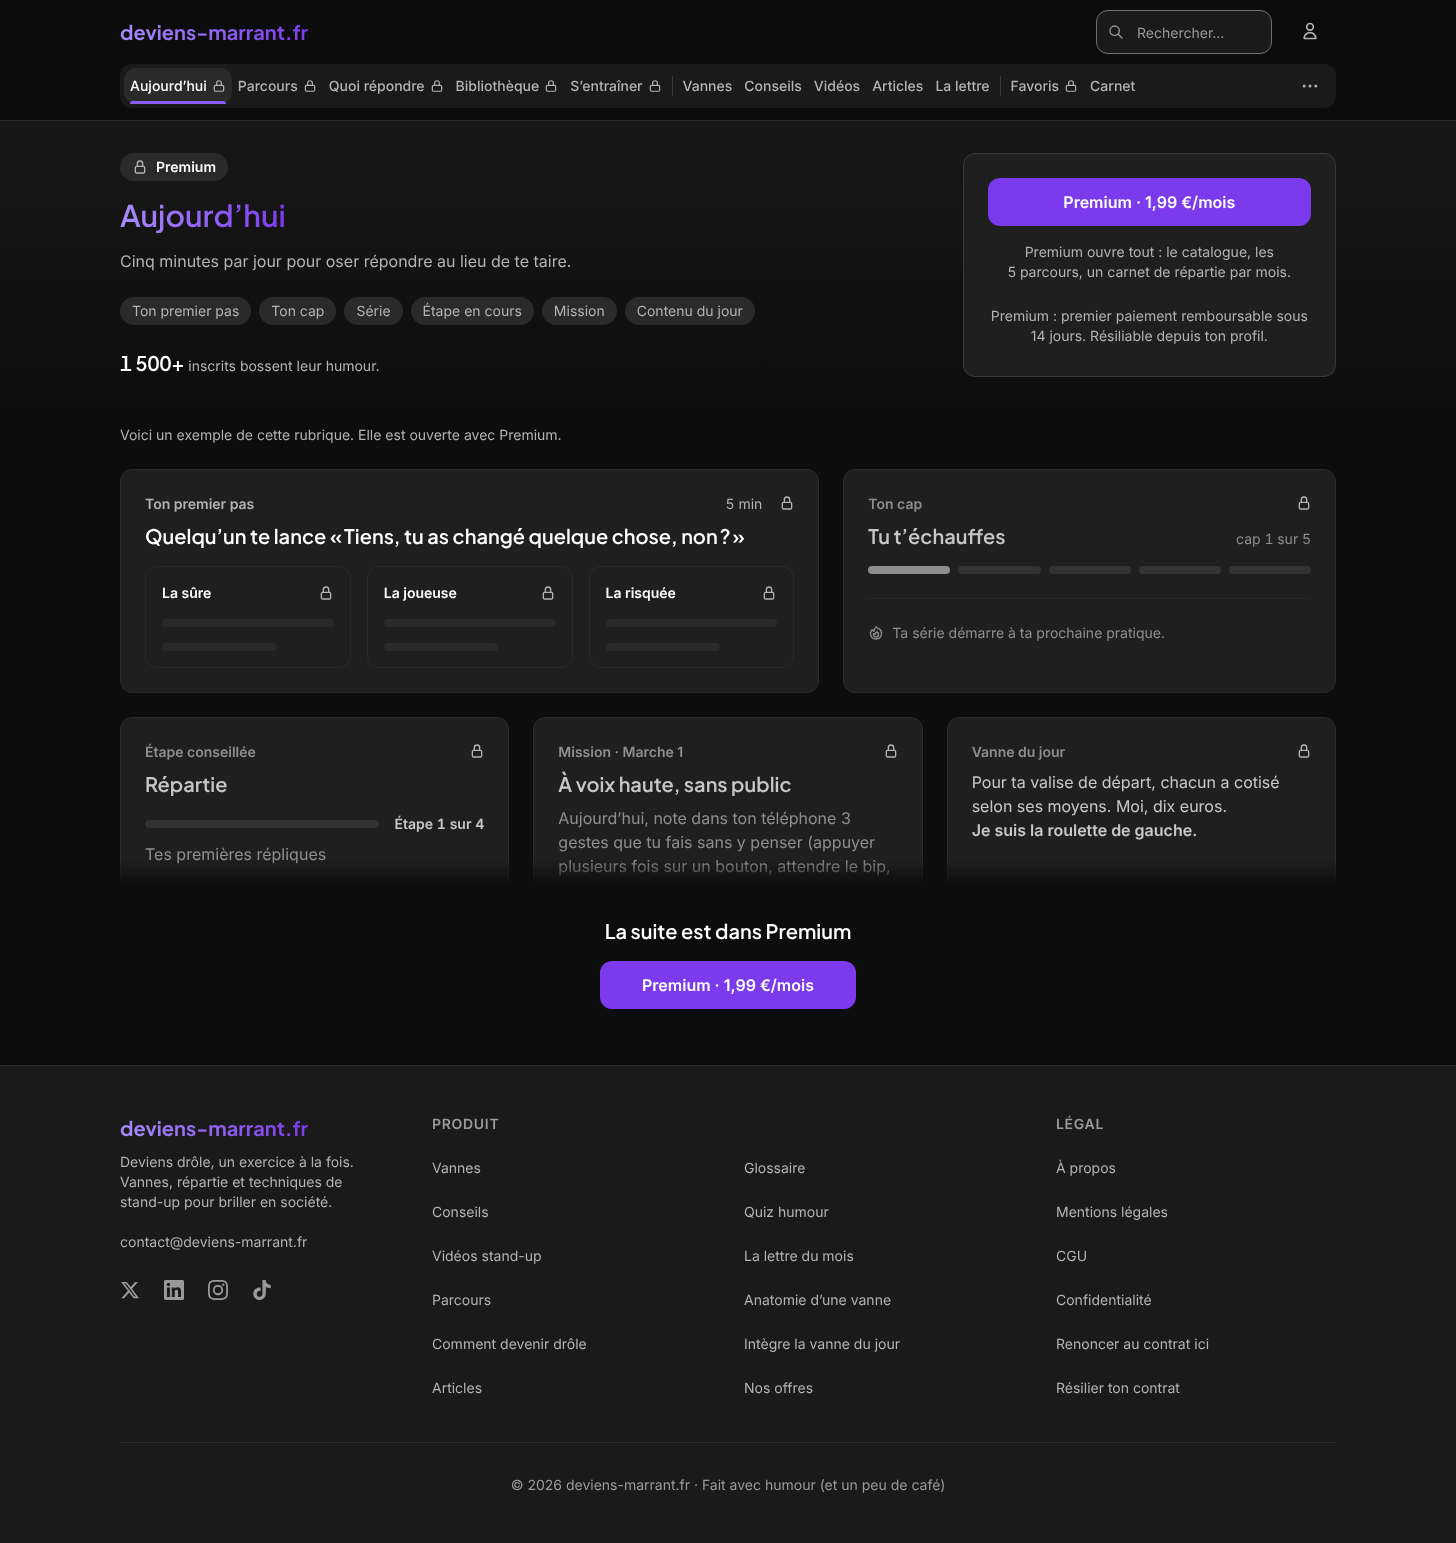 deviens-marrant.fr
Rechercher...
Aujourd’hui Parcours Quoi répondre Bibliothèque S’entraîner Vannes Conseils Vidéos Articles La lettre Favoris Carnet
Premium
Aujourd’hui
Cinq minutes par jour pour oser répondre au lieu de te taire.
Ton premier pas Ton cap Série Étape en cours Mission Contenu du jour
1 500+ inscrits bossent leur humour.
Premium · 1,99 €/mois
Premium ouvre tout : le catalogue, les
5 parcours, un carnet de répartie par mois.
Premium : premier paiement remboursable sous
14 jours. Résiliable depuis ton profil.
Voici un exemple de cette rubrique. Elle est ouverte avec Premium.
Ton premier pas 5 min
Quelqu’un te lance « Tiens, tu as changé quelque chose, non ? »
La sûre La joueuse La risquée
Ton cap
Tu t’échauffes cap 1 sur 5
Ta série démarre à ta prochaine pratique.
Étape conseillée
Répartie
Étape 1 sur 4
Tes premières répliques
Mission · Marche 1
À voix haute, sans public
Aujourd’hui, note dans ton téléphone 3
gestes que tu fais sans y penser (appuyer
plusieurs fois sur un bouton, attendre le bip,
Vanne du jour
Pour ta valise de départ, chacun a cotisé
selon ses moyens. Moi, dix euros.
Je suis la roulette de gauche.
La suite est dans Premium
Premium · 1,99 €/mois
deviens-marrant.fr
Deviens drôle, un exercice à la fois.
Vannes, répartie et techniques de
stand-up pour briller en société.
contact@deviens-marrant.fr
PRODUIT
Vannes
Conseils
Vidéos stand-up
Parcours
Comment devenir drôle
Articles
Glossaire
Quiz humour
La lettre du mois
Anatomie d’une vanne
Intègre la vanne du jour
Nos offres
LÉGAL
À propos
Mentions légales
CGU
Confidentialité
Renoncer au contrat ici
Résilier ton contrat
© 2026 deviens-marrant.fr · Fait avec humour (et un peu de café)